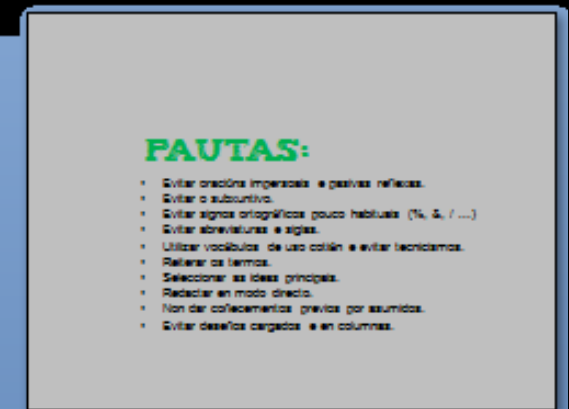 PAUTAS:
Evitar oracións impersoais e pasivas reflexas.
Evitar o subxuntivo.
Evitar signos ortográficos pouco habituais (%, &, / ....)
Evitar abreviaturas e siglas.
Utilizar vocábulos de uso cotián e evitar tecnicismos.
Reiterar os termos.
Seleccionar as ideas principais.
Redactar en modo directo.
Non dar coñecementos previos por asumidos.
Evitar deseños cargados e en columnas.